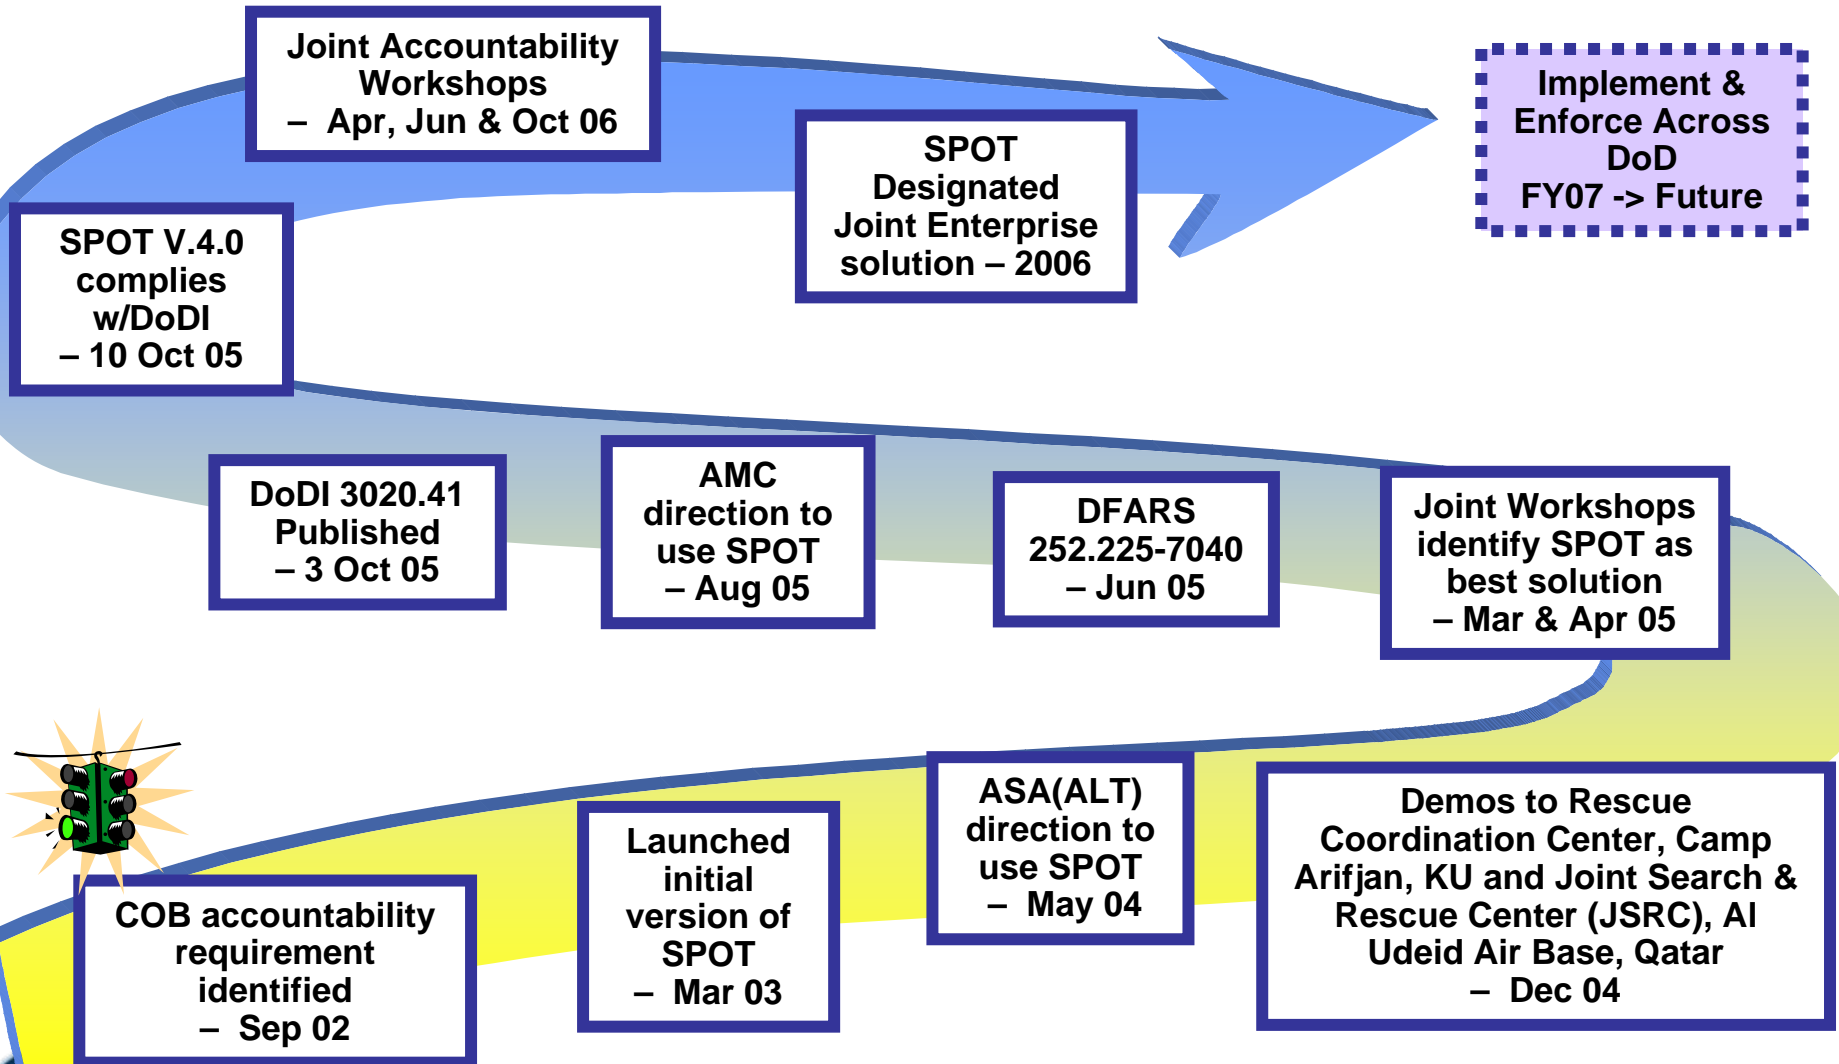 Joint Accountability
Workshops
– Apr, Jun & Oct 06
SPOT
Designated
Joint Enterprise
solution – 2006
Implement &
Enforce Across
DoD
FY07 -> Future
SPOT V.4.0
complies
w/DoDI
– 10 Oct 05
DoDI 3020.41
Published
– 3 Oct 05
AMC
direction to
use SPOT
– Aug 05
DFARS
252.225-7040
– Jun 05
Joint Workshops
identify SPOT as
best solution
– Mar & Apr 05
COB accountability
requirement
identified
– Sep 02
Launched
initial
version of
SPOT
– Mar 03
ASA(ALT)
direction to
use SPOT
– May 04
Demos to Rescue
Coordination Center, Camp
Arifjan, KU and Joint Search &
Rescue Center (JSRC), Al
Udeid Air Base, Qatar
– Dec 04